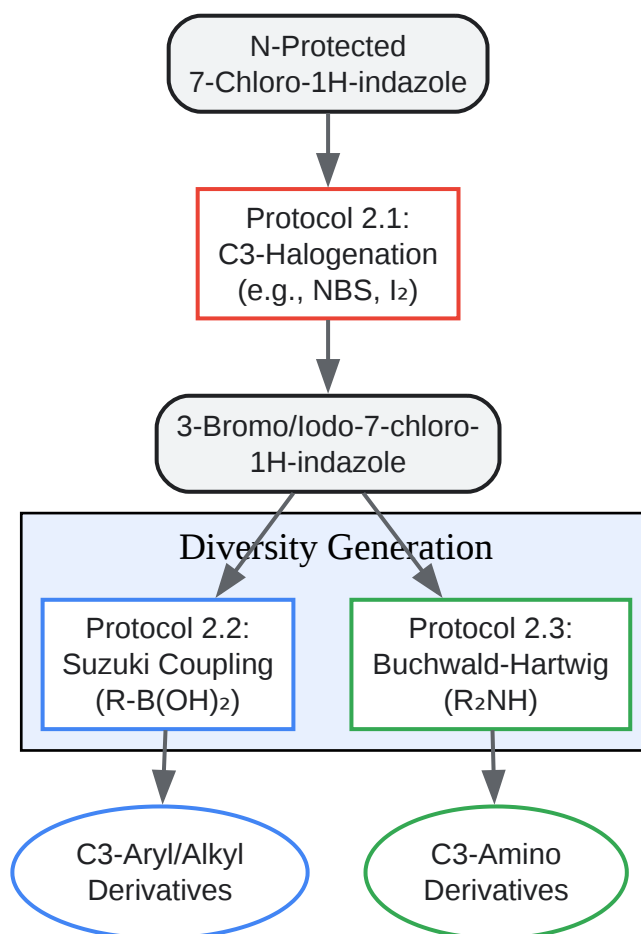 N-Protected
7-Chloro-1H-indazole
Protocol 2.1:
C3-Halogenation
(e.g., NBS, I₂)
3-Bromo/Iodo-7-chloro-
1H-indazole
Diversity Generation
Protocol 2.2:
Suzuki Coupling
(R-B(OH)₂)
Protocol 2.3:
Buchwald-Hartwig
(R₂NH)
C3-Aryl/Alkyl
Derivatives
C3-Amino
Derivatives